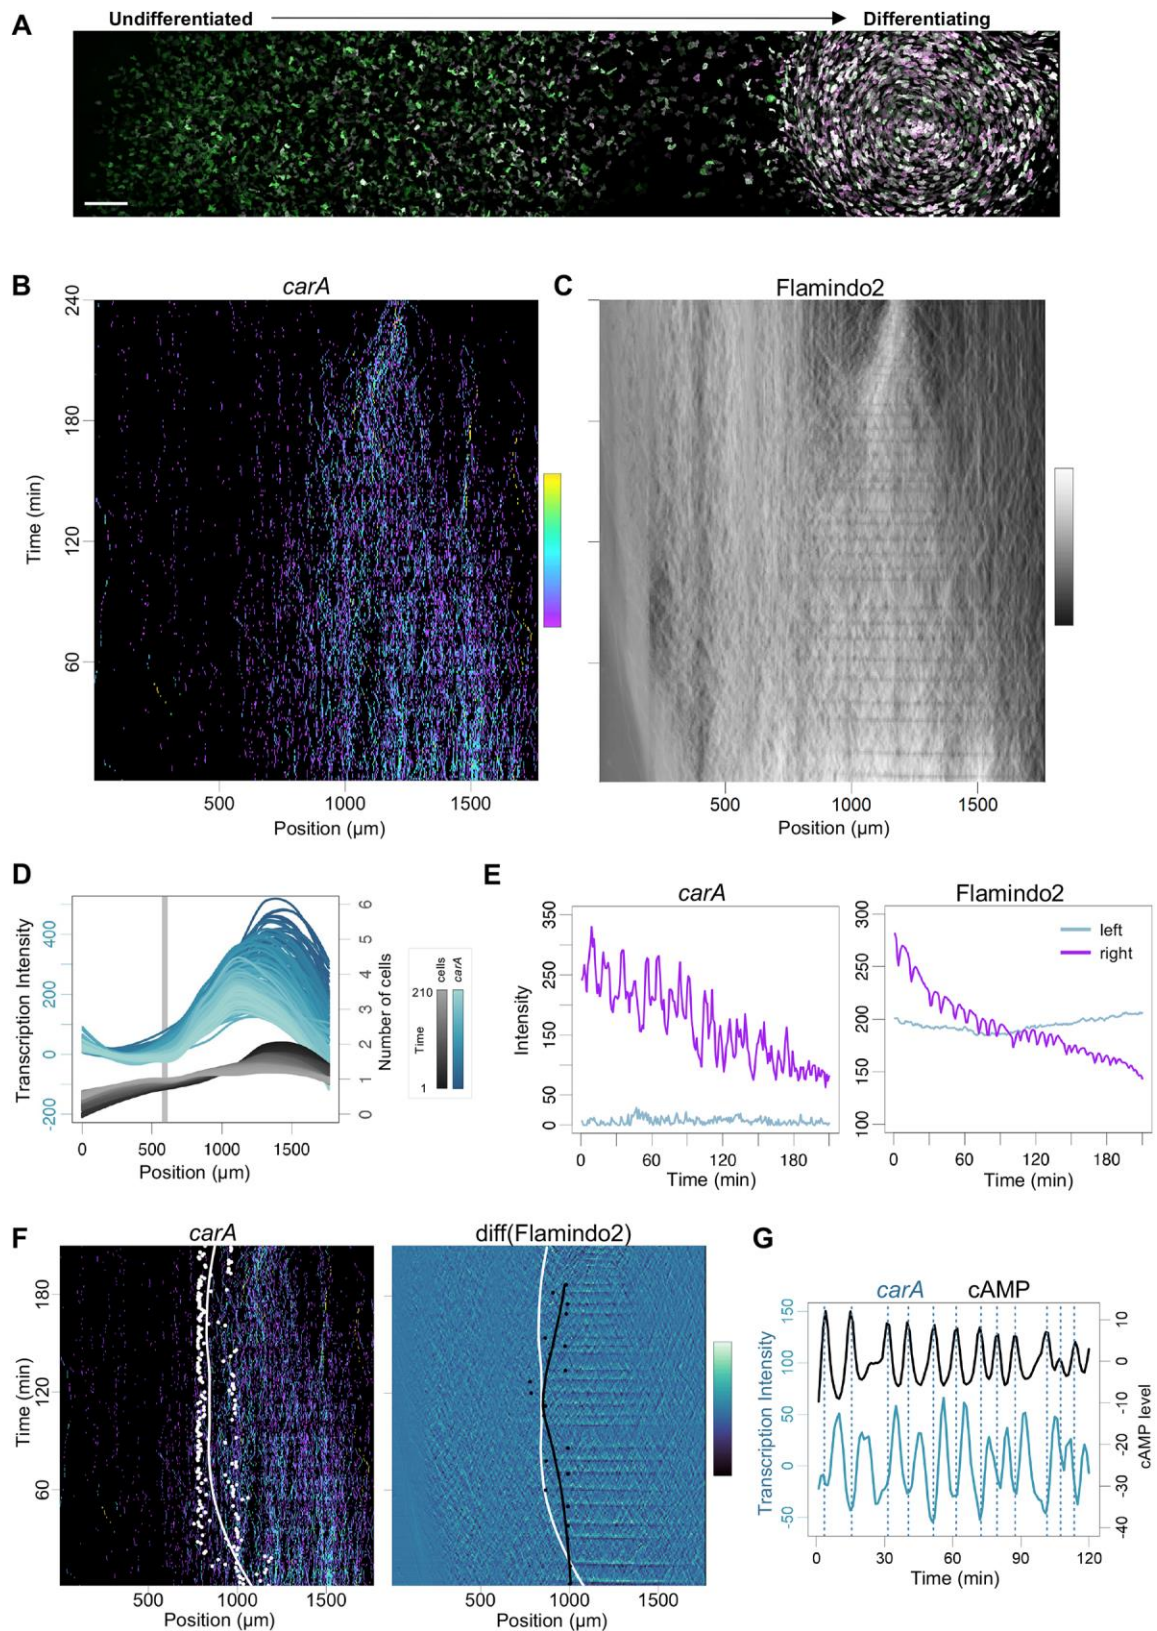 A
Undifferentiated
Differentiating
B
carA
240
180
120
60
Time (min)
500
1000
1500
Position (µm)
C
Flamindo2
500
1000
1500
Position (µm)
D
Transcription Intensity
400
200
0
-200
6
5
4
3
2
1
0
Number of cells
0
500
1000
1500
Position (µm)
cells
carA
210
Time
1
E
carA
Intensity
350
250
150
50
0
0
60
120
180
Time (min)
Flamindo2
300
250
200
150
100
left
right
0
60
120
180
Time (min)
F
carA
Time (min)
180
120
60
500
1000
1500
Position (µm)
diff(Flamindo2)
500
1000
1500
Position (µm)
G
carA
cAMP
Transcription Intensity
150
100
50
0
-50
10
0
-10
-20
-30
-40
cAMP level
0
30
60
90
120
Time (min)